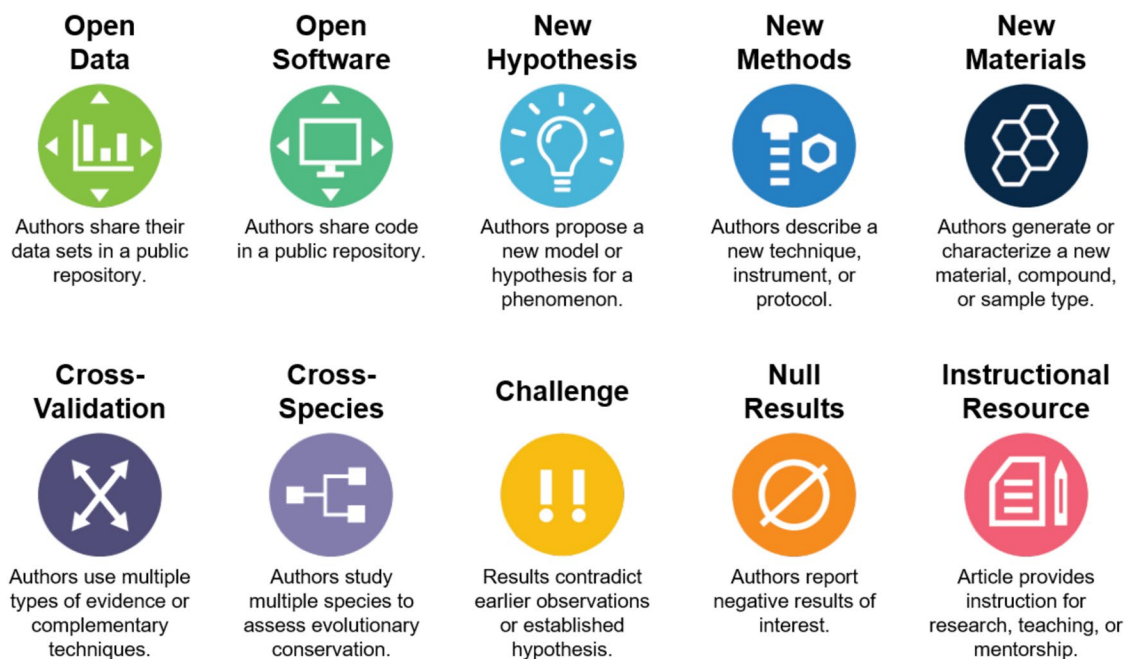 Open
Data
Open
Software
New
Hypothesis
New
Methods
New
Materials
Authors share their
data sets in a public
repository.
Authors share code
in a public repository.
Authors propose a
new model or
hypothesis for a
phenomenon.
Authors describe a
new technique,
instrument, or
protocol.
Authors generate or
characterize a new
material, compound,
or sample type.
Cross-
Validation
Cross-
Species
Challenge
Null
Results
Instructional
Resource
Authors use multiple
types of evidence or
complementary
techniques.
Authors study
multiple species to
assess evolutionary
conservation.
Results contradict
earlier observations
or established
hypothesis.
Authors report
negative results of
interest.
Article provides
instruction for
research, teaching, or
mentorship.